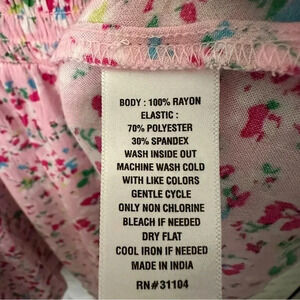 BODY : 100% RAYON
ELASTIC :
70% POLYESTER
30% SPANDEX
WASH INSIDE OUT
MACHINE WASH COLD
WITH LIKE COLORS
GENTLE CYCLE
ONLY NON CHLORINE
BLEACH IF NEEDED
DRY FLAT
COOL IRON IF NEEDED
MADE IN INDIA
RN#31104